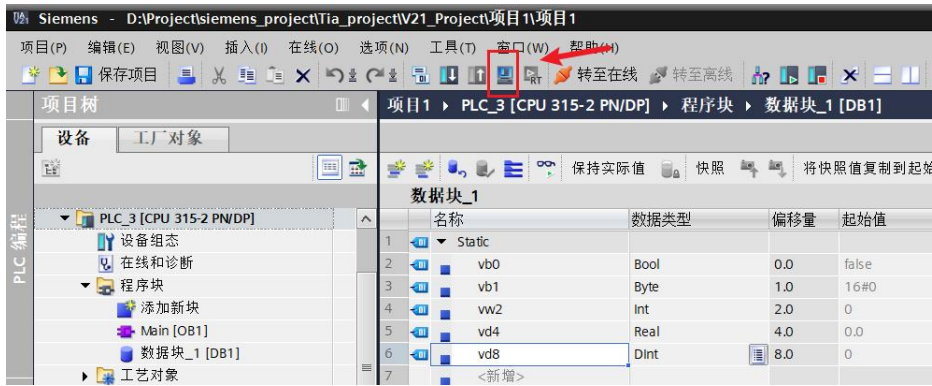 Siemens - D:\Project\siemens_project\Tia_project\V21_Project\项目1\项目1
项目(P) 编辑(E) 视图(V) 插入(I) 在线(O) 选项(N) 工具(T) 窗口(W) 帮助(H)
保存项目 转至在线 转至离线
项目树
项目1 PLC_3 [CPU 315-2 PN/DP] 程序块 数据块_1 [DB1]
设备 工厂对象
保持实际值 快照 将快照值复制到起始
数据块_1
名称 数据类型 偏移量 起始值
1 Static
2 vb0 Bool 0.0 false
3 vb1 Byte 1.0 16#0
4 vw2 Int 2.0 0
5 vd4 Real 4.0 0.0
6 vd8 DInt 8.0 0
7 <新增>
PLC_3 [CPU 315-2 PN/DP]
设备组态
在线和诊断
程序块
添加新块
Main [OB1]
数据块_1 [DB1]
工艺对象
PLC 编程